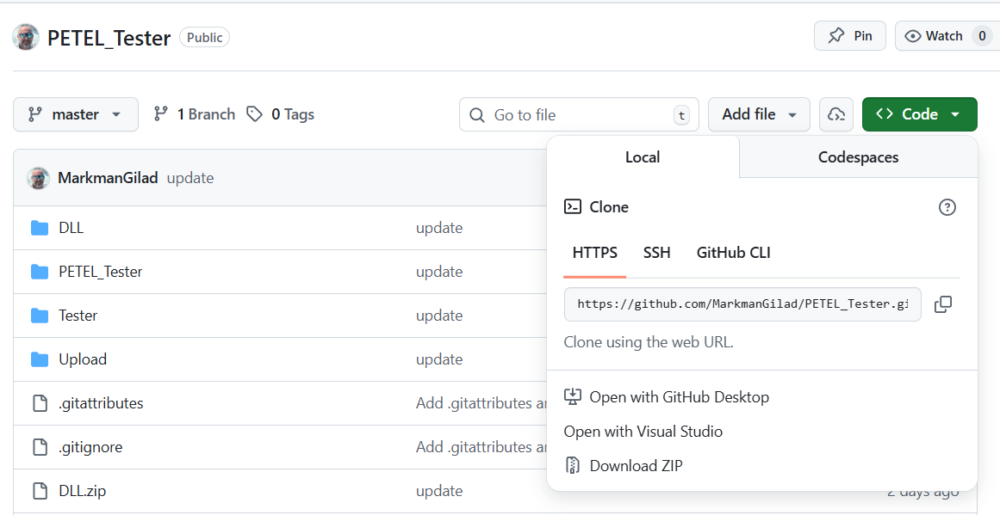 PETEL_Tester Public Pin Watch 0
master 1 Branch 0 Tags Go to file t Add file Code
Local Codespaces
MarkmanGilad update
Clone
DLL update
HTTPS SSH GitHub CLI
PETEL_Tester update
https://github.com/MarkmanGilad/PETEL_Tester.gi
Tester update
Clone using the web URL.
Upload update
Open with GitHub Desktop
.gitattributes Add .gitattributes ar
Open with Visual Studio
.gitignore Add .gitattributes ar
Download ZIP
DLL.zip update 2 days ago